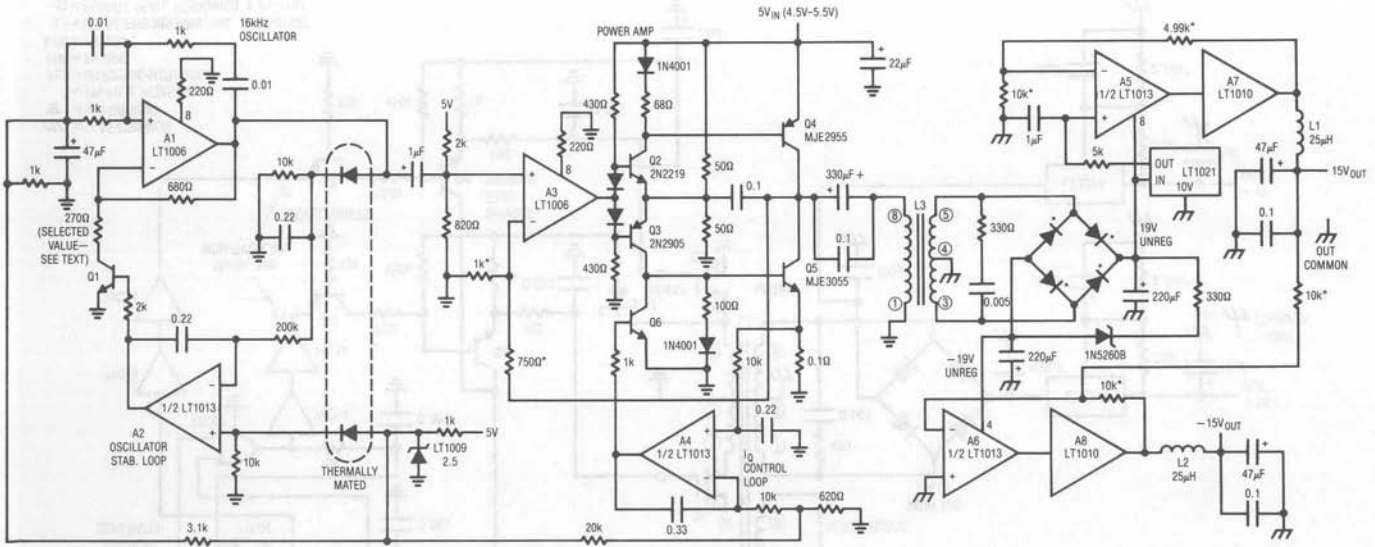 0.01
1k
16kHz
OSCILLATOR
0.01
220Ω
8
1k
+
A1
LT1006
−
47µF
+
1k
680Ω
270Ω
(SELECTED
VALUE—
SEE TEXT)
Q1
2k
0.22
200k
10k
0.22
−
1/2 LT1013
+
A2
OSCILLATOR
STAB. LOOP
10k
THERMALLY
MATED
LT1009
2.5
1k
5V
3.1k
20k
+
1µF
5V
2k
820Ω
1k*
750Ω*
220Ω
8
+
A3
LT1006
−
POWER AMP
5VIN (4.5V–5.5V)
1N4001
430Ω
68Ω
Q2
2N2219
Q3
2N2905
430Ω
50Ω
50Ω
0.1
100Ω
Q6
1N4001
1k
10k
Q4
MJE2955
Q5
MJE3055
0.1Ω
+
22µF
330µF +
0.1
A4
1/2 LT1013
+
−
0.22
IQ
CONTROL
LOOP
0.33
10k
620Ω
L3
8
1
5
4
3
330Ω
0.005
19V
UNREG
+
220µF
330Ω
−19V
UNREG
220µF
+
1N5260B
4.99k*
10k*
−
A5
1/2 LT1013
+
8
1µF
5k
A7
LT1010
OUT
IN
LT1021
10V
L1
25µH
47µF
+
15VOUT
0.1
OUT
COMMON
10k*
10k*
−
A6
1/2 LT1013
+
4
A8
LT1010
L2
25µH
−15VOUT
+
47µF
0.1